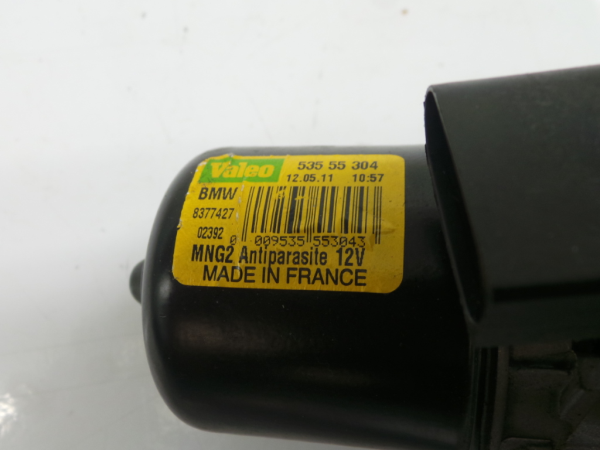 Valeo 535 55 304
12.05.11 10:57
BMW
8377427
02392
0 009535 553043
MNG2 Antiparasite 12V
MADE IN FRANCE